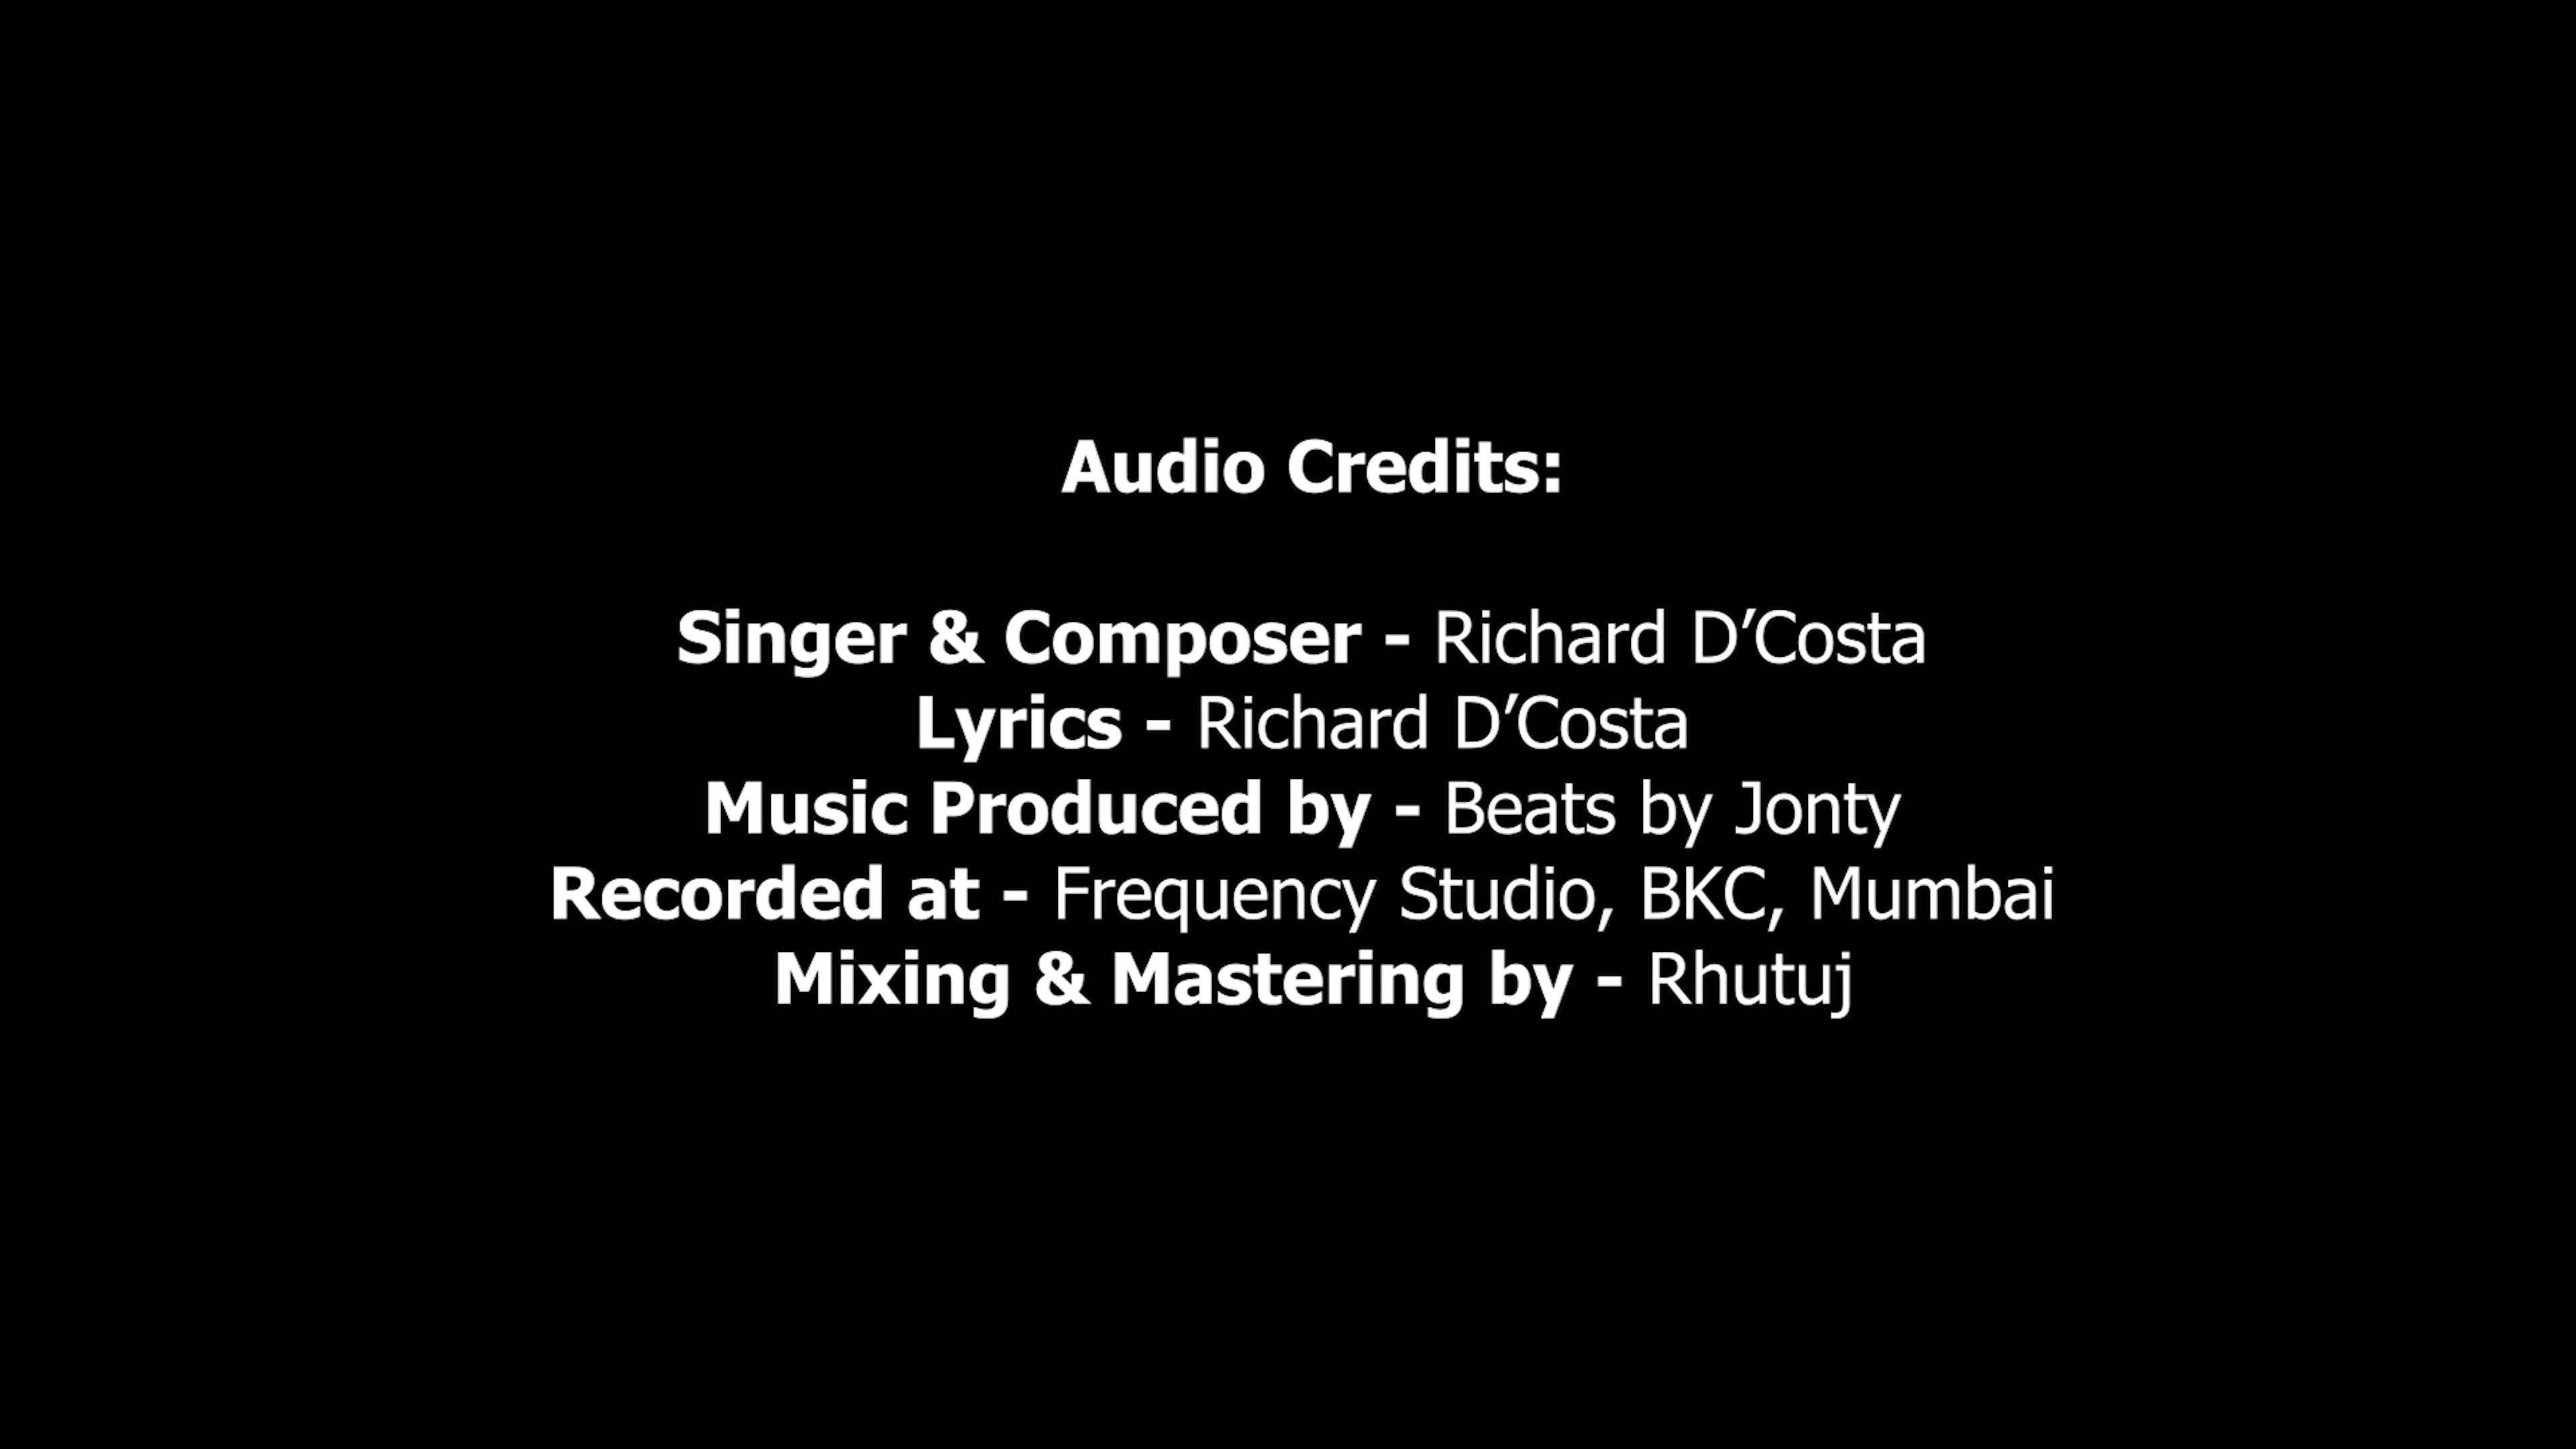 Audio Credits:
Singer & Composer - Richard D’Costa
Lyrics - Richard D’Costa
Music Produced by - Beats by Jonty
Recorded at - Frequency Studio, BKC, Mumbai
Mixing & Mastering by - Rhutuj